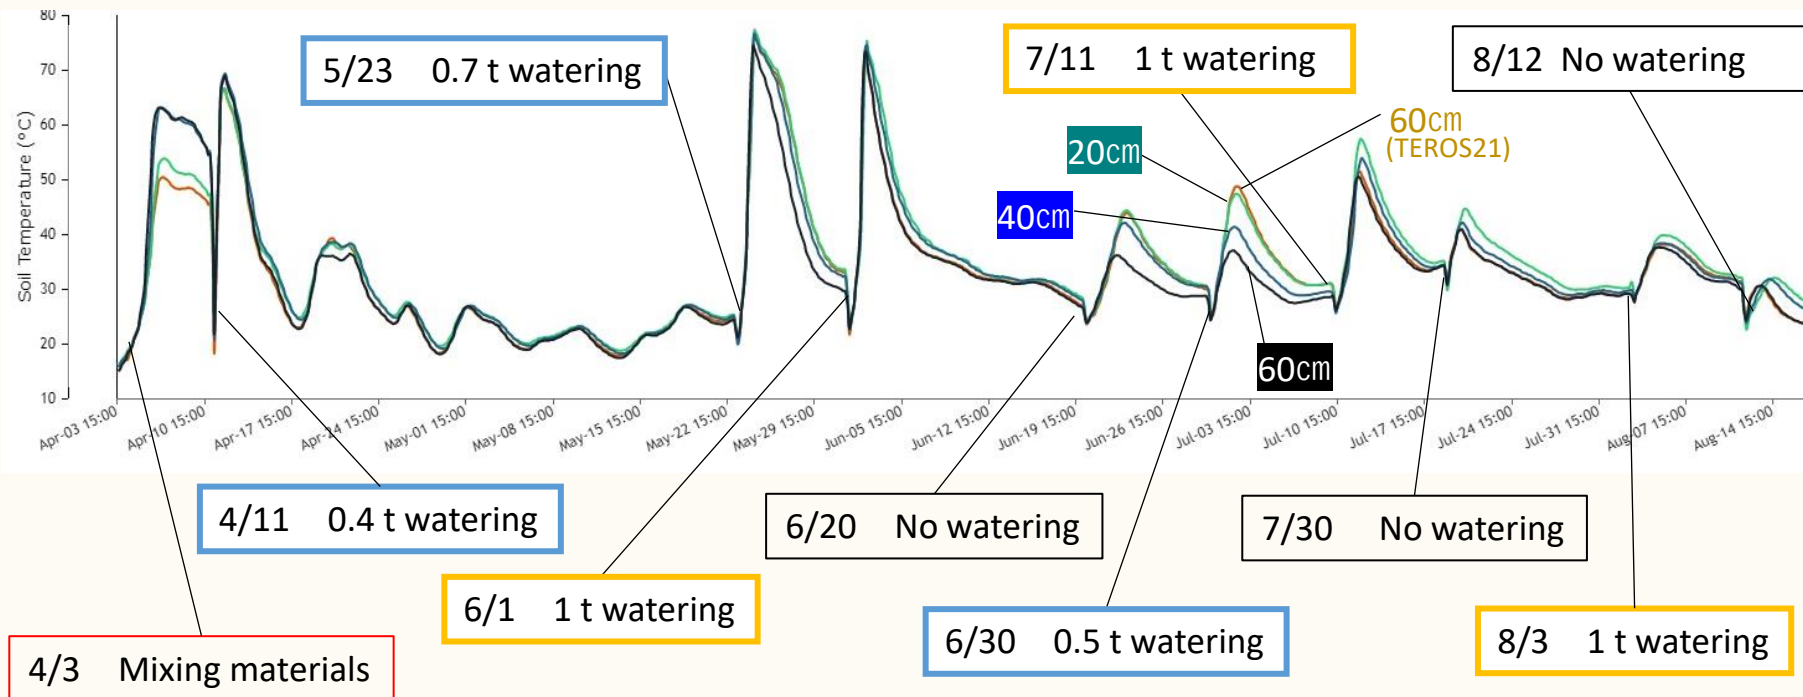 80
70
60
50
40
30
20
10
Soil Temperature (°C)
5/23 0.7 t watering
7/11 1 t watering
8/12 No watering
60cm
(TEROS21)
20cm
40cm
60cm
Apr-03 15:00
Apr-10 15:00
Apr-17 15:00
Apr-24 15:00
May-01 15:00
May-08 15:00
May-15 15:00
May-22 15:00
May-29 15:00
Jun-05 15:00
Jun-12 15:00
Jun-19 15:00
Jun-26 15:00
Jul-03 15:00
Jul-10 15:00
Jul-17 15:00
Jul-24 15:00
Jul-31 15:00
Aug-07 15:00
Aug-14 15:00
4/11 0.4 t watering
6/20 No watering
7/30 No watering
6/1 1 t watering
6/30 0.5 t watering
8/3 1 t watering
4/3 Mixing materials